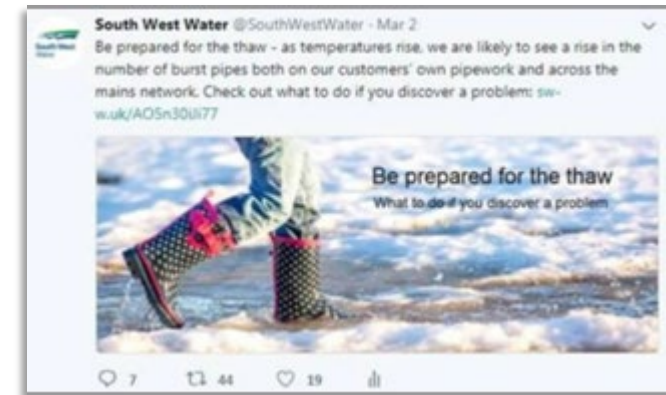 South West Water @SouthWestWater · Mar 2
Be prepared for the thaw - as temperatures rise, we are likely to see a rise in the
number of burst pipes both on our customers' own pipework and across the
mains network. Check out what to do if you discover a problem: sw-
Be prepared for the thaw
What to do if you discover a problem
7 44 19